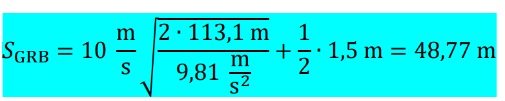 S_GRB = 10 m/s √(2 · 113,1 m / 9,81 m/s²) + 1/2 · 1,5 m = 48,77 m